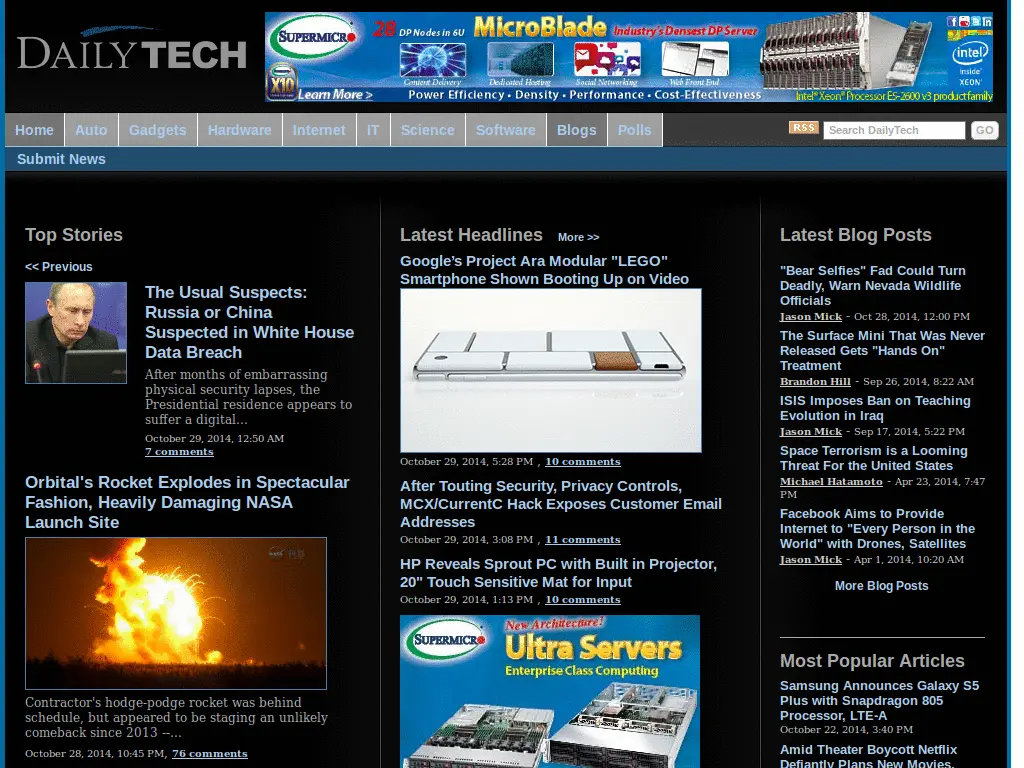 DAILYTECH
SUPERMICRO
28 DP Nodes in 6U MicroBlade Industry's Densest DP Server
Content Delivery Dedicated Hosting Social Networking Web Front End
X10
Learn More >
Power Efficiency • Density • Performance • Cost-Effectiveness
intel inside XEON
Intel® Xeon® Processor E5-2600 v3 product family
Home Auto Gadgets Hardware Internet IT Science Software Blogs Polls
RSS Search DailyTech GO
Submit News
Top Stories
<< Previous
The Usual Suspects:
Russia or China
Suspected in White House
Data Breach
After months of embarrassing
physical security lapses, the
Presidential residence appears to
suffer a digital...
October 29, 2014, 12:50 AM
7 comments
Orbital's Rocket Explodes in Spectacular
Fashion, Heavily Damaging NASA
Launch Site
HD
Contractor's hodge-podge rocket was behind
schedule, but appeared to be staging an unlikely
comeback since 2013 --...
October 28, 2014, 10:45 PM, 76 comments
Latest Headlines More >>
Google's Project Ara Modular "LEGO"
Smartphone Shown Booting Up on Video
October 29, 2014, 5:28 PM , 10 comments
After Touting Security, Privacy Controls,
MCX/CurrentC Hack Exposes Customer Email
Addresses
October 29, 2014, 3:08 PM , 11 comments
HP Reveals Sprout PC with Built in Projector,
20" Touch Sensitive Mat for Input
October 29, 2014, 1:13 PM , 10 comments
SUPERMICRO
New Architecture!
Ultra Servers
Enterprise Class Computing
Latest Blog Posts
"Bear Selfies" Fad Could Turn
Deadly, Warn Nevada Wildlife
Officials
Jason Mick - Oct 28, 2014, 12:00 PM
The Surface Mini That Was Never
Released Gets "Hands On"
Treatment
Brandon Hill - Sep 26, 2014, 8:22 AM
ISIS Imposes Ban on Teaching
Evolution in Iraq
Jason Mick - Sep 17, 2014, 5:22 PM
Space Terrorism is a Looming
Threat For the United States
Michael Hatamoto - Apr 23, 2014, 7:47
PM
Facebook Aims to Provide
Internet to "Every Person in the
World" with Drones, Satellites
Jason Mick - Apr 1, 2014, 10:20 AM
More Blog Posts
Most Popular Articles
Samsung Announces Galaxy S5
Plus with Snapdragon 805
Processor, LTE-A
October 22, 2014, 3:40 PM
Amid Theater Boycott Netflix
Defiantly Plans New Movies,